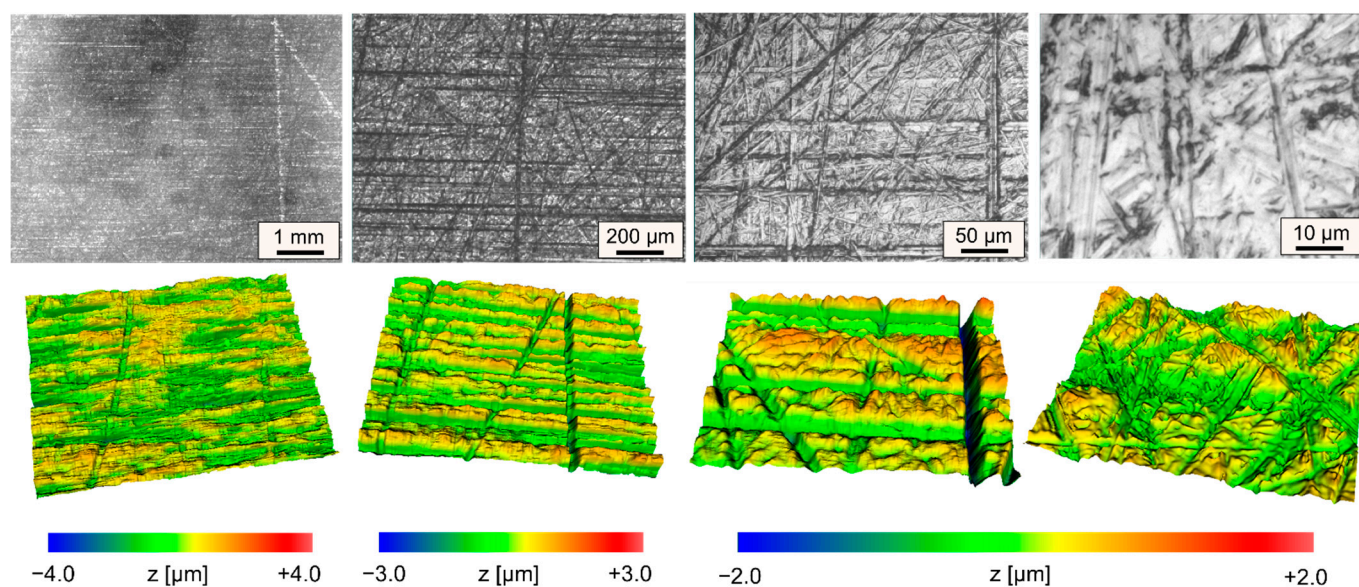 1 mm
200 µm
50 µm
10 µm
−4.0 z [µm] +4.0
−3.0 z [µm] +3.0
−2.0 z [µm] +2.0